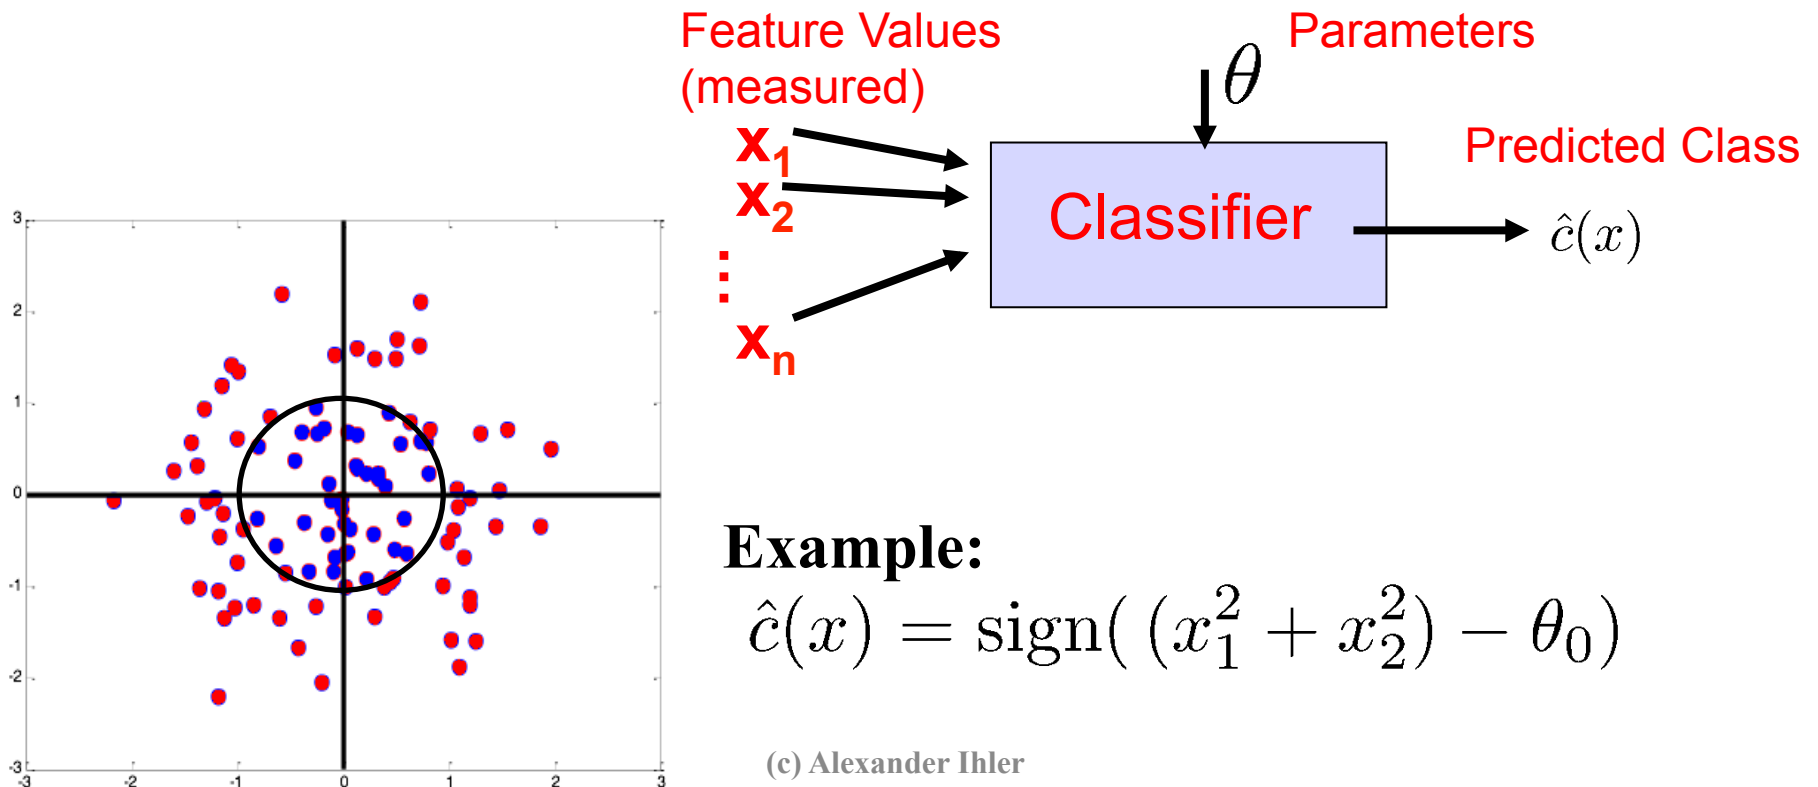 Feature Values
(measured)
Parameters
θ
x₁
x₂
⋮
xₙ
Classifier
Predicted Class
ĉ(x)
3
2
1
0
-1
-2
-3
-3 -2 -1 0 1 2 3
Example:
ĉ(x) = sign( (x₁² + x₂²) − θ₀)
(c) Alexander Ihler